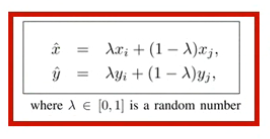 x̂ = λxᵢ + (1 − λ)xⱼ,
ŷ = λyᵢ + (1 − λ)yⱼ,
where λ ∈ [0, 1] is a random number